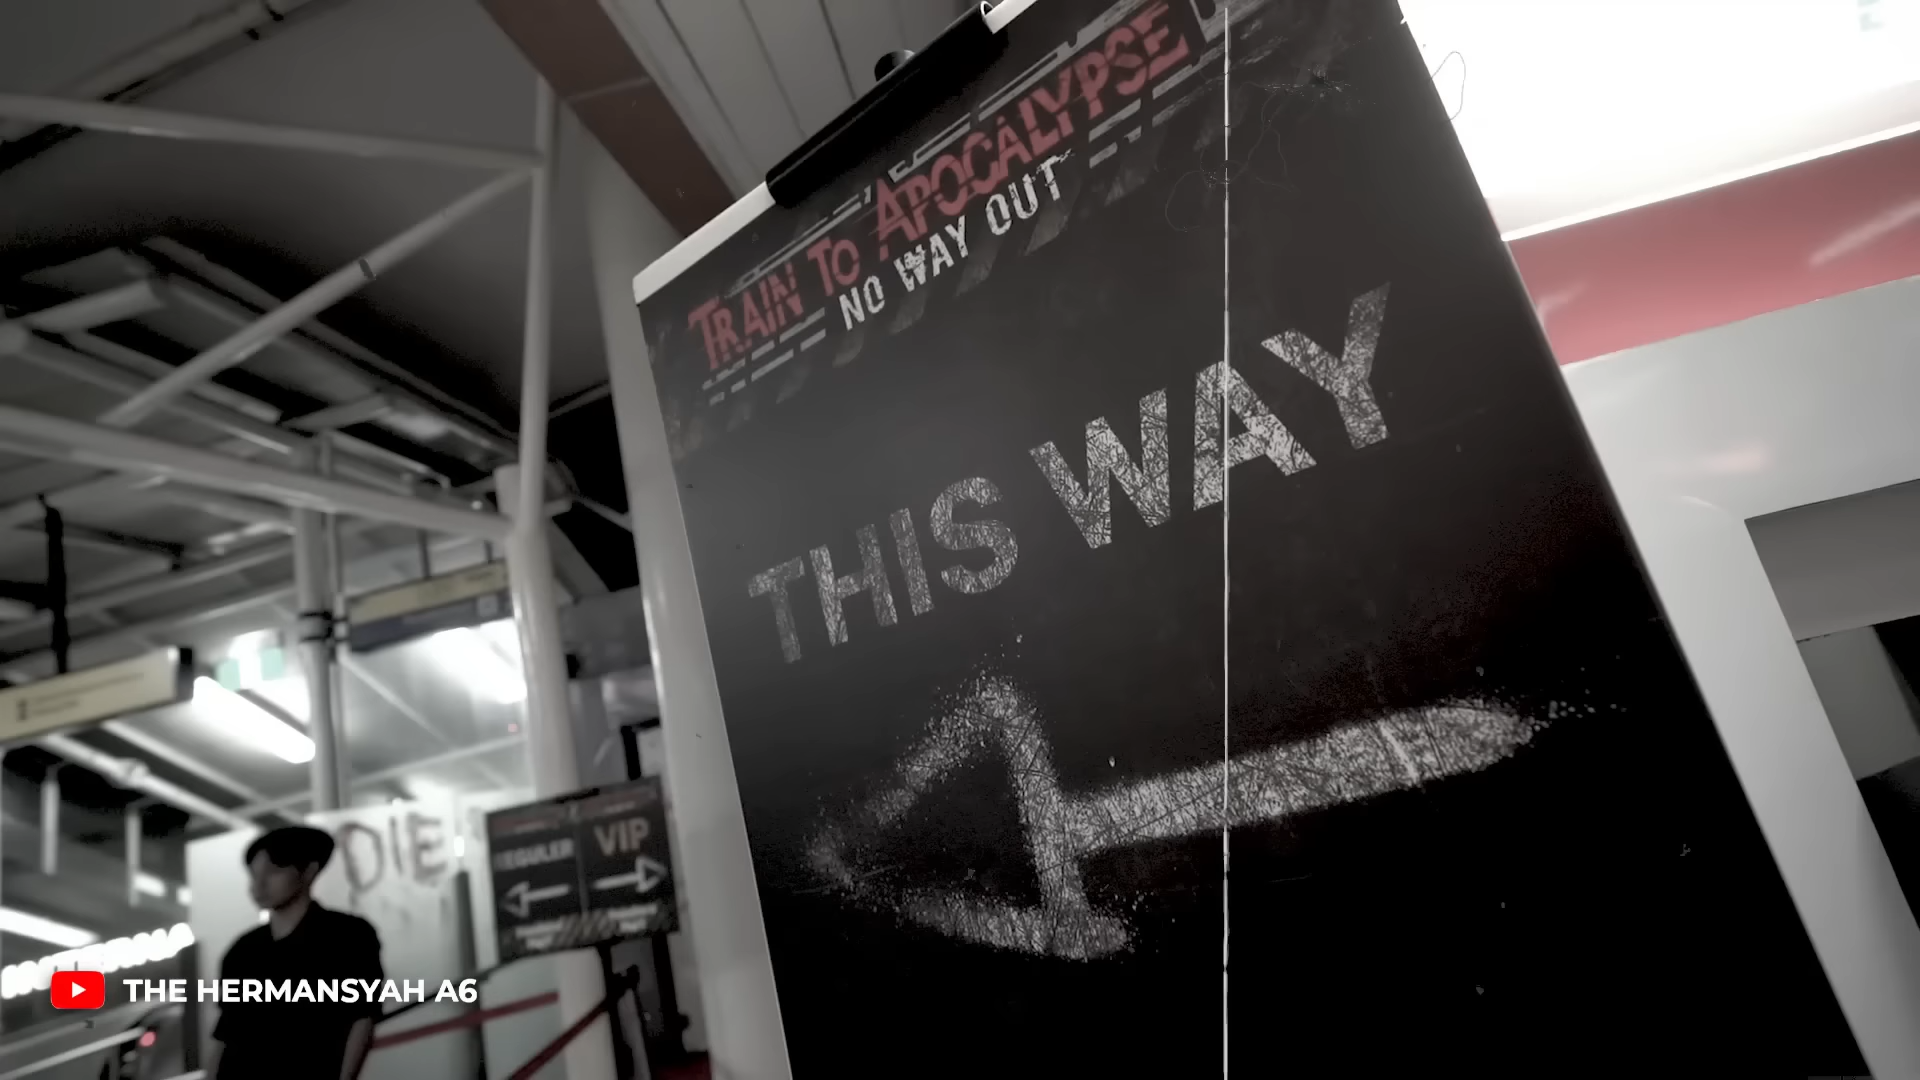 TRAIN TO APOCALYPSE
NO WAY OUT
THIS WAY
DIE
REGULER
VIP
THE HERMANSYAH A6